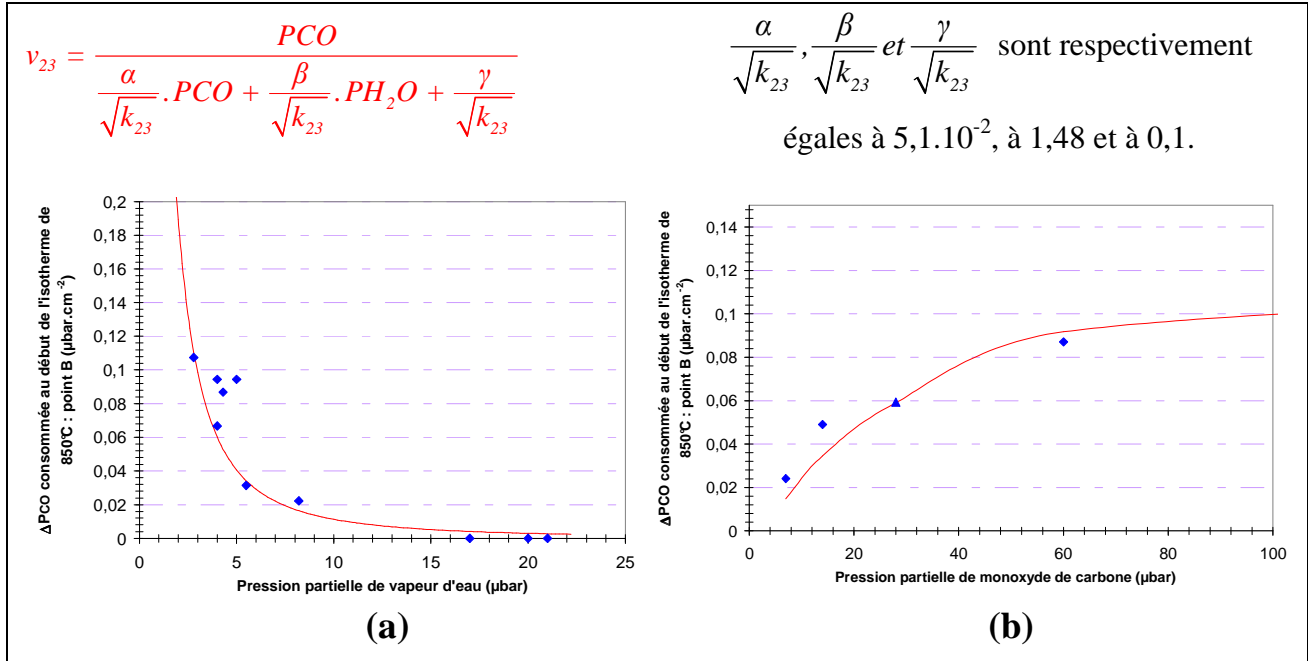 v₂₃ = PCO / (α/√k₂₃ .PCO + β/√k₂₃ .PH₂O + γ/√k₂₃)
α/√k₂₃ , β/√k₂₃ et γ/√k₂₃ sont respectivement
égales à 5,1.10⁻², à 1,48 et à 0,1.
ΔPCO consommée au début de l'isotherme de
850°C : point B (µbar.cm⁻²)
0,2
0,18
0,16
0,14
0,12
0,1
0,08
0,06
0,04
0,02
0
0 5 10 15 20 25
Pression partielle de vapeur d'eau (µbar)
(a)
ΔPCO consommée au début de l'isotherme de
850°C : point B (µbar.cm⁻²)
0,14
0,12
0,1
0,08
0,06
0,04
0,02
0
0 20 40 60 80 100
Pression partielle de monoxyde de carbone (µbar)
(b)